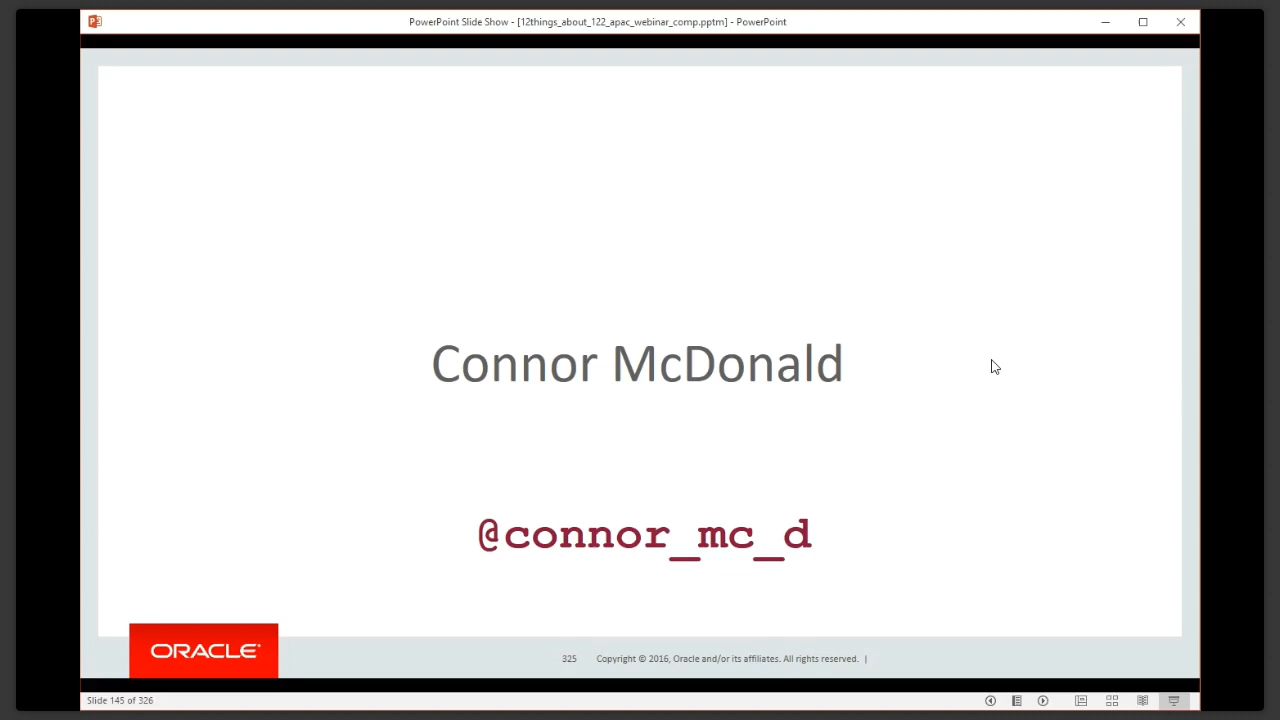 PowerPoint Slide Show - [12things_about_122_apac_webinar_comp.pptm] - PowerPoint
Connor McDonald
@connor_mc_d
ORACLE
325 Copyright © 2016, Oracle and/or its affiliates. All rights reserved. |
Slide 145 of 326